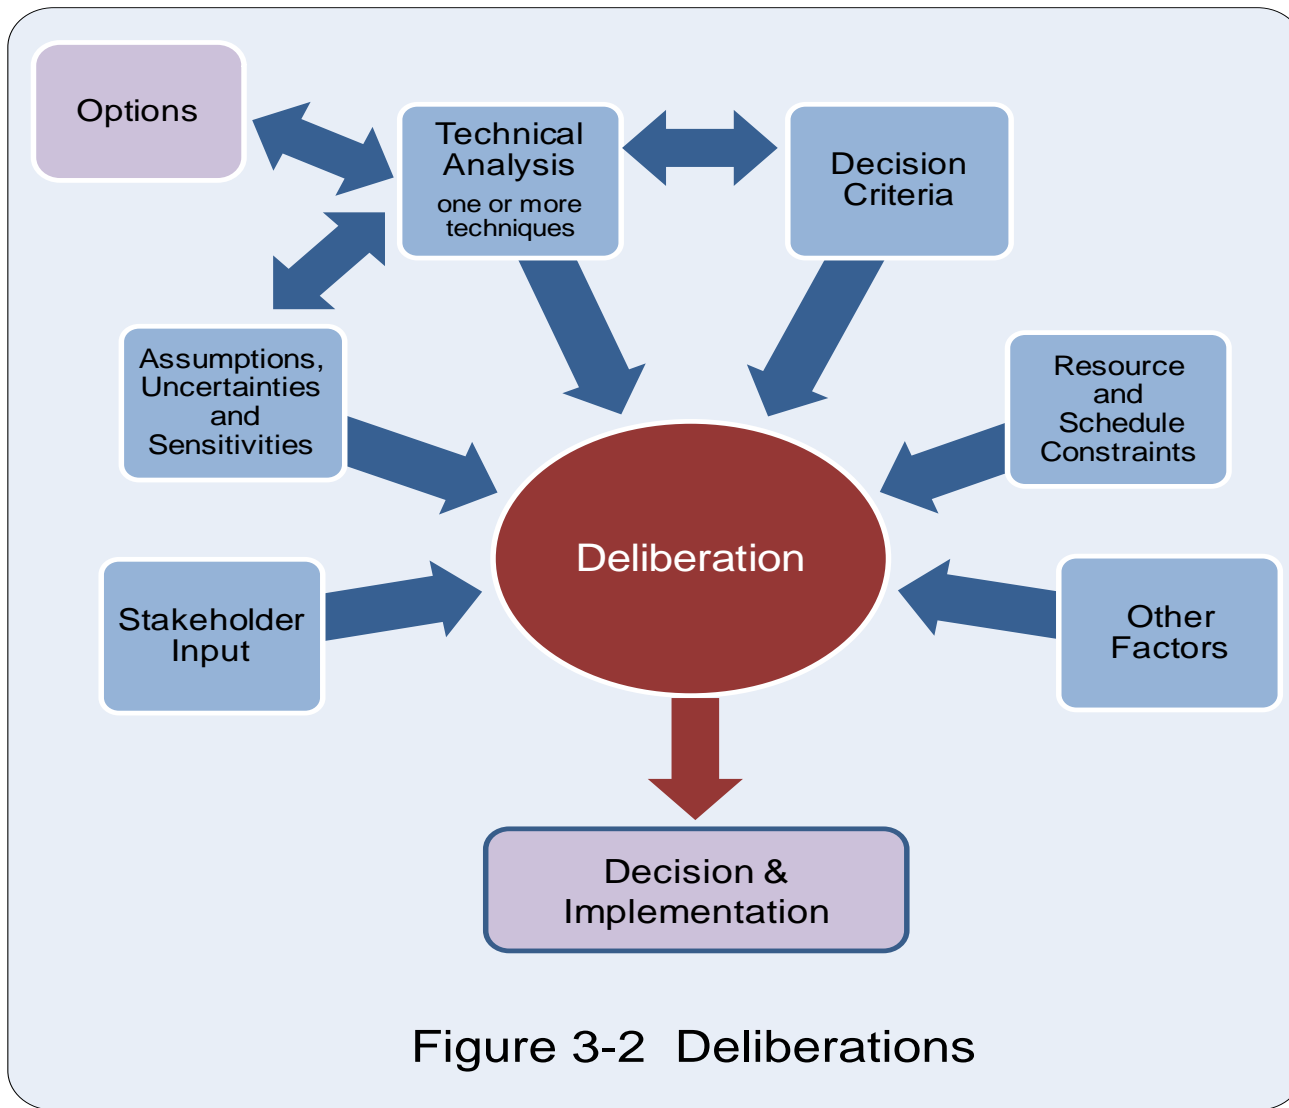 Options
Technical
Analysis
one or more
techniques
Decision
Criteria
Assumptions,
Uncertainties
and
Sensitivities
Resource
and
Schedule
Constraints
Deliberation
Stakeholder
Input
Other
Factors
Decision &
Implementation
Figure 3-2  Deliberations